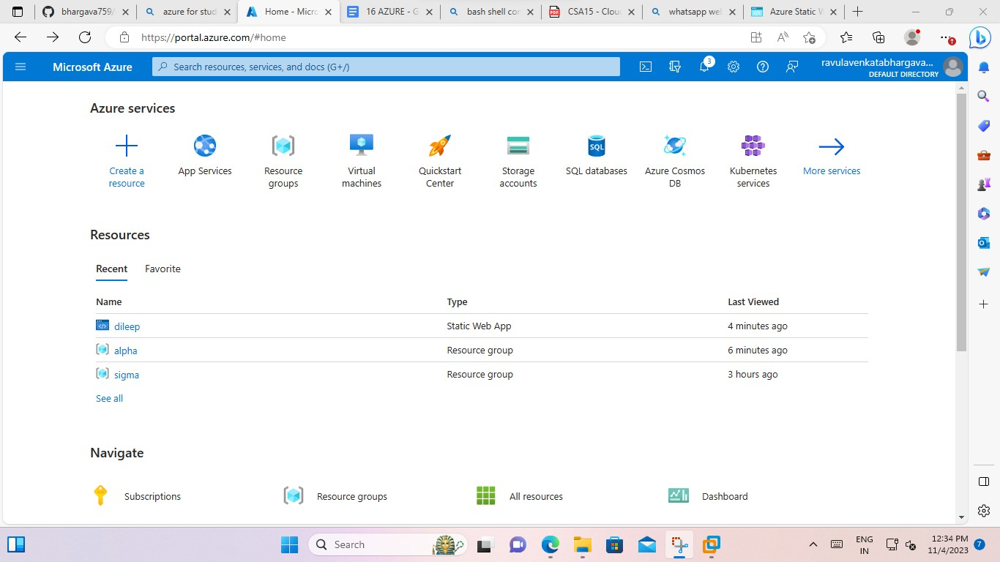 bhargava759/
azure for stud
Home - Micro
16 AZURE - G
bash shell cor
CSA15 - Clou
whatsapp web
Azure Static V
https://portal.azure.com/#home
Microsoft Azure
Search resources, services, and docs (G+/)
3
ravulavenkatabhargava...
DEFAULT DIRECTORY
Azure services
Create a
resource
App Services
Resource
groups
Virtual
machines
Quickstart
Center
Storage
accounts
SQL
SQL databases
Azure Cosmos
DB
Kubernetes
services
More services
Resources
Recent Favorite
Name Type Last Viewed
dileep Static Web App 4 minutes ago
alpha Resource group 6 minutes ago
sigma Resource group 3 hours ago
See all
Navigate
Subscriptions Resource groups All resources Dashboard
Search
ENG
IN
12:34 PM
11/4/2023
7